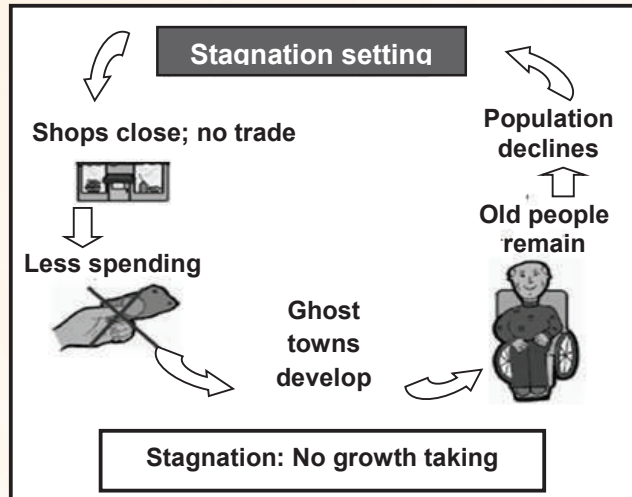 Stagnation setting
Shops close; no trade
Less spending
Ghost
towns
develop
Old people
remain
Population
declines
Stagnation: No growth taking